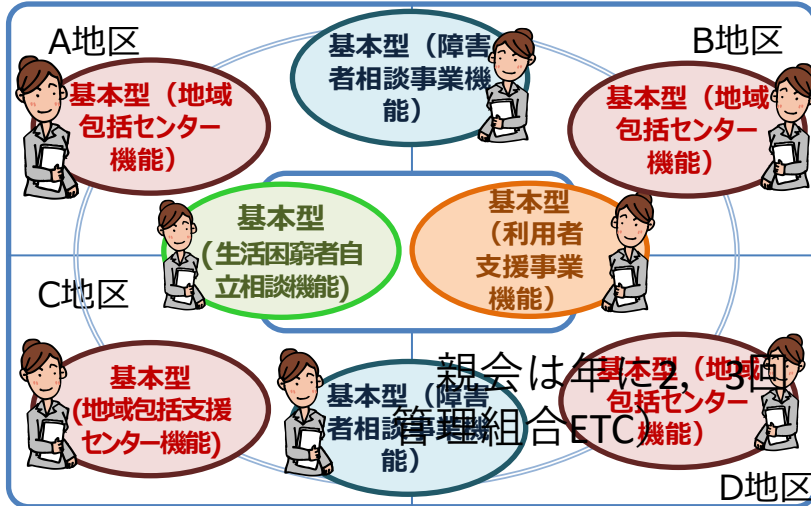 A地区
基本型（地域
包括センター
機能）
基本型（障害
者相談事業機
能）
B地区
基本型（地域
包括センター
機能）
基本型
(生活困窮者自
立相談機能)
基本型
（利用者
支援事業
機能）
C地区
基本型
(地域包括支援
センター機能)
基本型（障害
者相談事業機
能）
親会は年に2，3回
管理組合ETC）
基本型（地域
包括センター
機能）
D地区